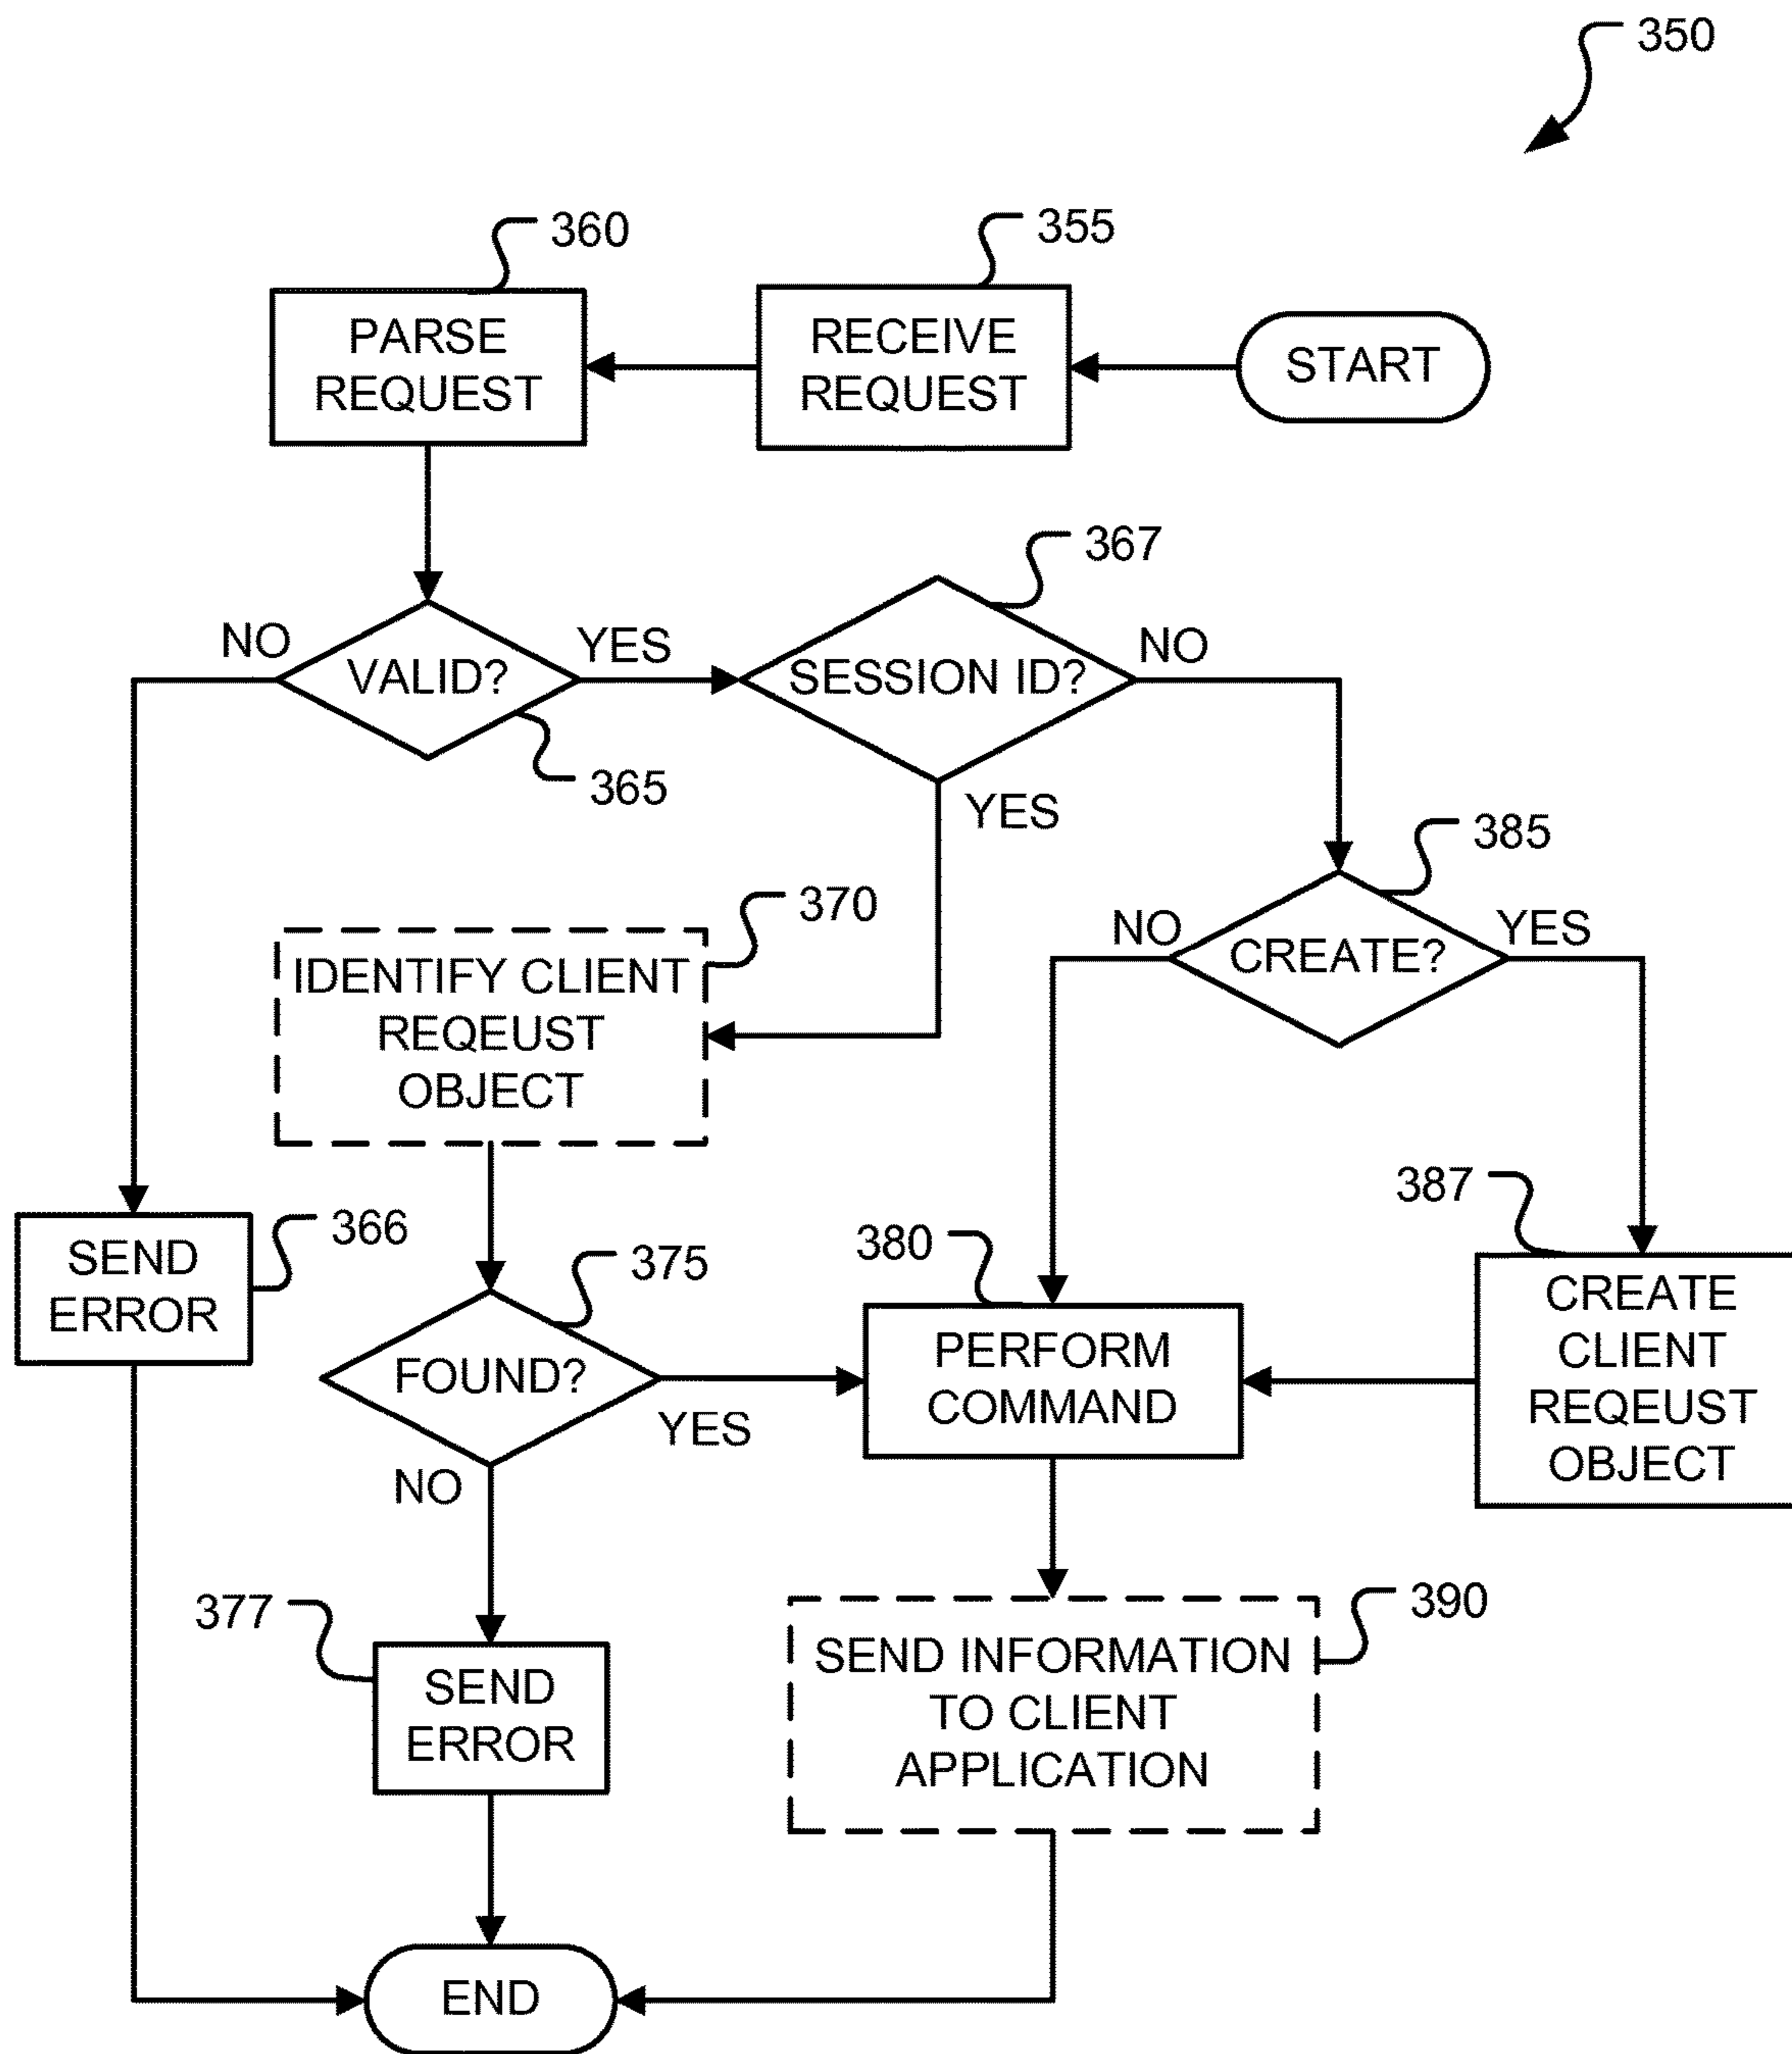 350
360
355
PARSE
REQUEST
RECEIVE
REQUEST
START
367
NO
VALID?
YES
SESSION ID?
NO
365
YES
385
370
NO
CREATE?
YES
IDENTIFY CLIENT
REQEUST
OBJECT
387
366
SEND
ERROR
375
380
CREATE
CLIENT
REQEUST
OBJECT
FOUND?
YES
PERFORM
COMMAND
NO
377
SEND
ERROR
390
SEND INFORMATION
TO CLIENT
APPLICATION
END